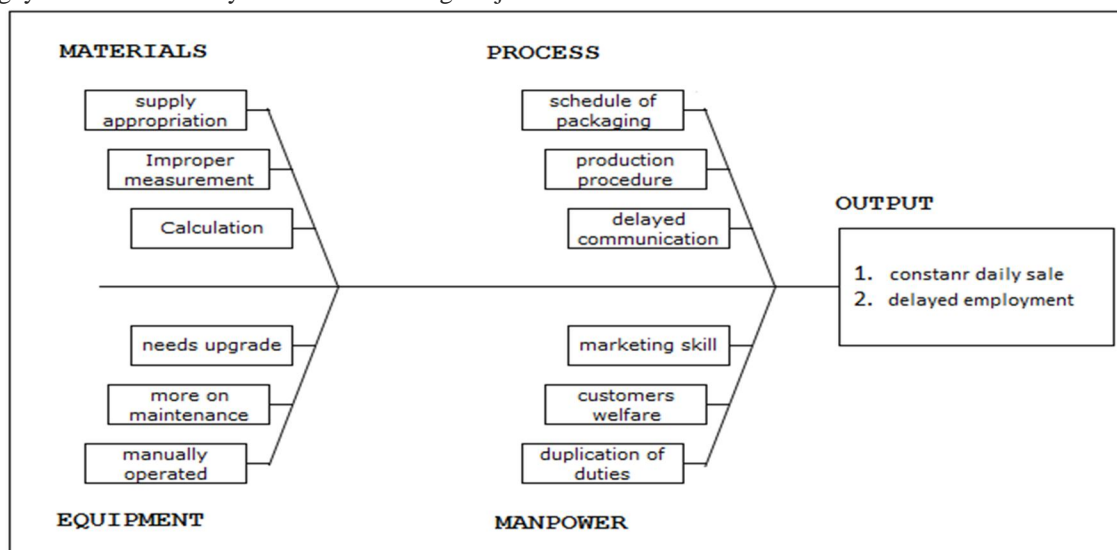 MATERIALS
supply
appropriation
Improper
measurement
Calculation
PROCESS
schedule of
packaging
production
procedure
delayed
communication
OUTPUT
1. constanr daily sale
2. delayed employment
needs upgrade
more on
maintenance
manually
operated
EQUIPMENT
marketing skill
customers
welfare
duplication of
duties
MANPOWER